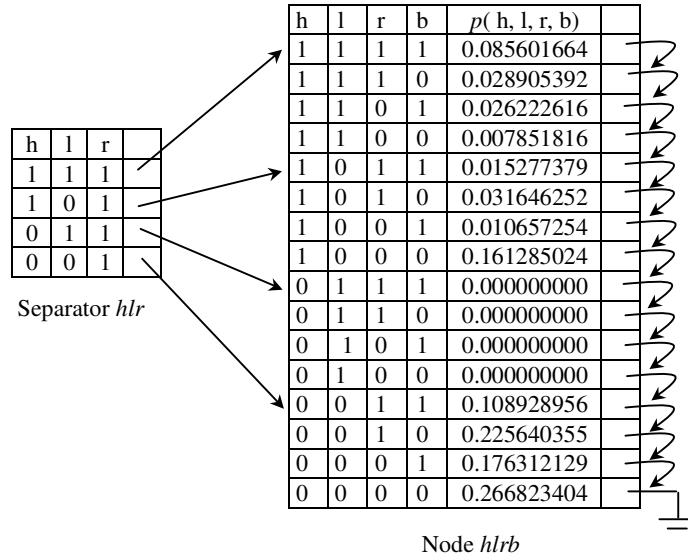 h l r b p( h, l, r, b)
1 1 1 1 0.085601664
1 1 1 0 0.028905392
1 1 0 1 0.026222616
1 1 0 0 0.007851816
1 0 1 1 0.015277379
1 0 1 0 0.031646252
1 0 0 1 0.010657254
1 0 0 0 0.161285024
0 1 1 1 0.000000000
0 1 1 0 0.000000000
0 1 0 1 0.000000000
0 1 0 0 0.000000000
0 0 1 1 0.108928956
0 0 1 0 0.225640355
0 0 0 1 0.176312129
0 0 0 0 0.266823404
Node hlrb
h l r
1 1 1
1 0 1
0 1 1
0 0 1
Separator hlr